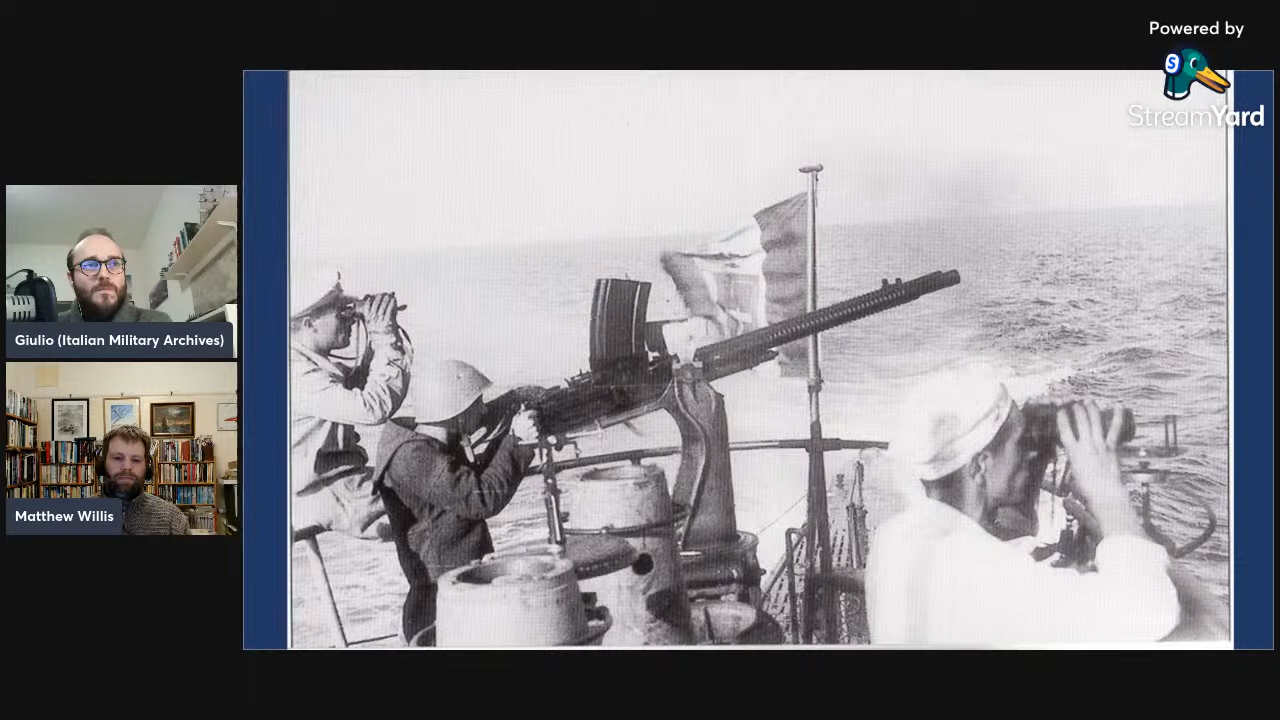 Powered by
S
StreamYard
Giulio (Italian Military Archives)
Matthew Willis